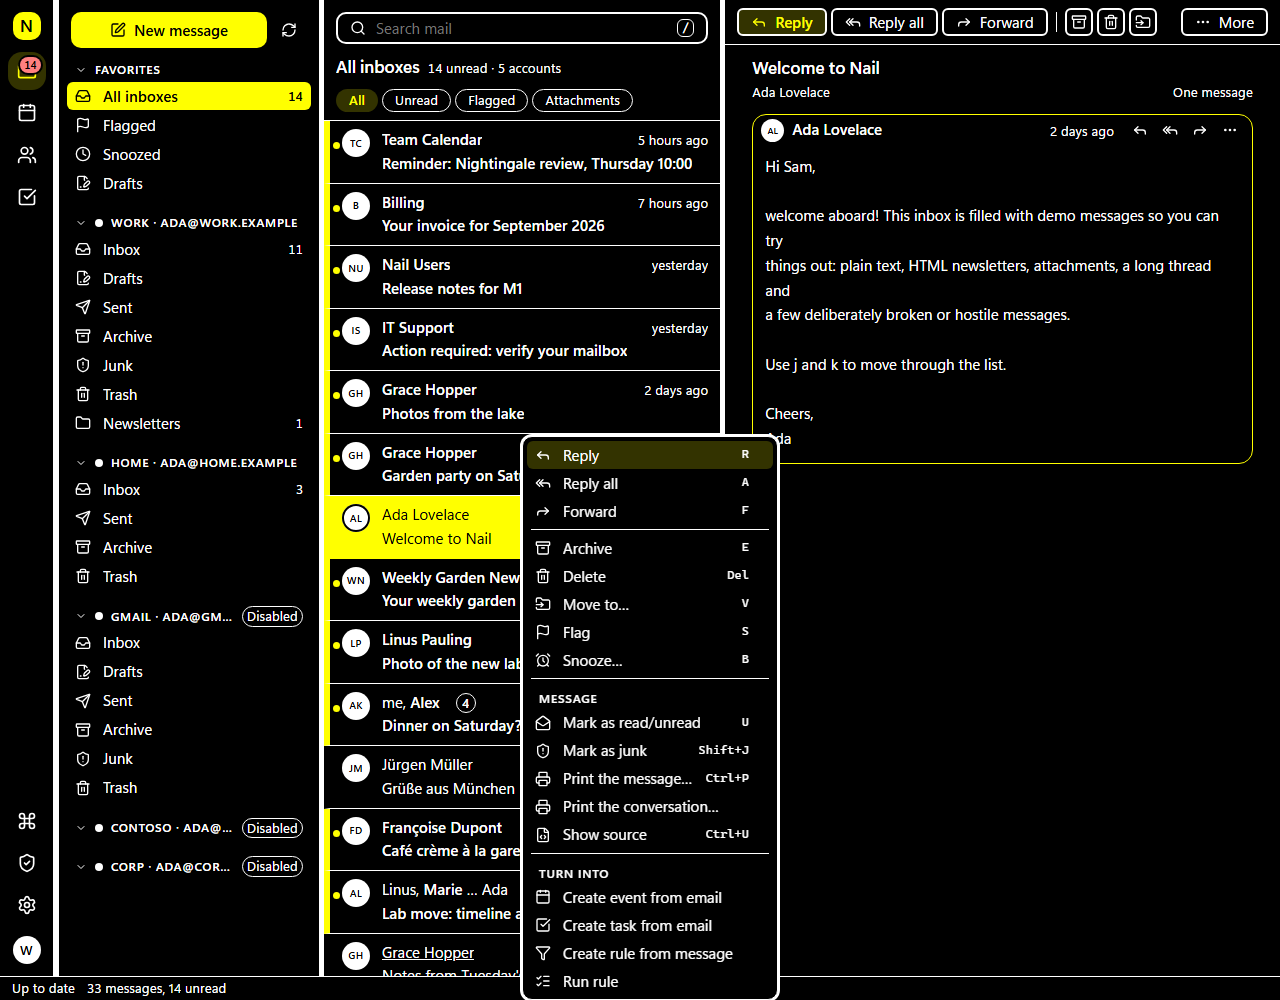 N
14
New message
FAVORITES
All inboxes 14
Flagged
Snoozed
Drafts
WORK · ADA@WORK.EXAMPLE
Inbox 11
Drafts
Sent
Archive
Junk
Trash
Newsletters 1
HOME · ADA@HOME.EXAMPLE
Inbox 3
Sent
Archive
Trash
GMAIL · ADA@GM... Disabled
Inbox
Drafts
Sent
Archive
Junk
Trash
CONTOSO · ADA@... Disabled
CORP · ADA@COR... Disabled
W
Search mail /
All inboxes 14 unread · 5 accounts
All Unread Flagged Attachments
TC Team Calendar 5 hours ago
Reminder: Nightingale review, Thursday 10:00
B Billing 7 hours ago
Your invoice for September 2026
NU Nail Users yesterday
Release notes for M1
IS IT Support yesterday
Action required: verify your mailbox
GH Grace Hopper 2 days ago
Photos from the lake
GH Grace Hopper
Garden party on Sat
AL Ada Lovelace
Welcome to Nail
WN Weekly Garden New
Your weekly garden
LP Linus Pauling
Photo of the new lab
AK me, Alex 4
Dinner on Saturday?
JM Jürgen Müller
Grüße aus München
FD Françoise Dupont
Café crème à la gare
AL Linus, Marie ... Ada
Lab move: timeline a
GH Grace Hopper
Notes from Tuesday's
Reply Reply all Forward ... More
Welcome to Nail
Ada Lovelace One message
AL Ada Lovelace 2 days ago
Hi Sam,
welcome aboard! This inbox is filled with demo messages so you can
try
things out: plain text, HTML newsletters, attachments, a long thread
and
a few deliberately broken or hostile messages.
Use j and k to move through the list.
Cheers,
Ada
Reply R
Reply all A
Forward F
Archive E
Delete Del
Move to... V
Flag S
Snooze... B
MESSAGE
Mark as read/unread U
Mark as junk Shift+J
Print the message... Ctrl+P
Print the conversation...
Show source Ctrl+U
TURN INTO
Create event from email
Create task from email
Create rule from message
Run rule
Up to date 33 messages, 14 unread